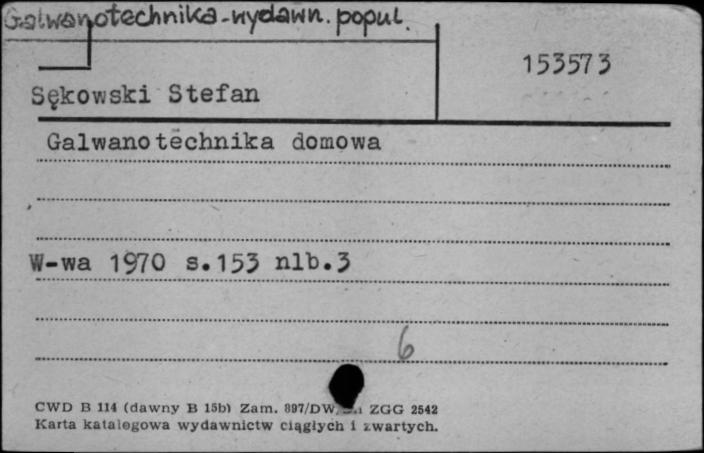 Galwanotechnika - wydawn. popul.
153573
Sękowski Stefan
Galwanotechnika domowa
W-wa 1970 s.153 nlb.3
6
CWD B 114 (dawny B 15b) Zam. 897/DW ZGG 2542
Karta katalogowa wydawnictw ciągłych i zwartych.